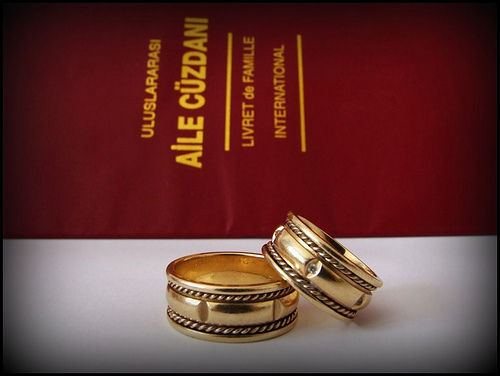 ULUSLARARASI
AİLE CÜZDANI
LIVRET de FAMILLE
INTERNATIONAL